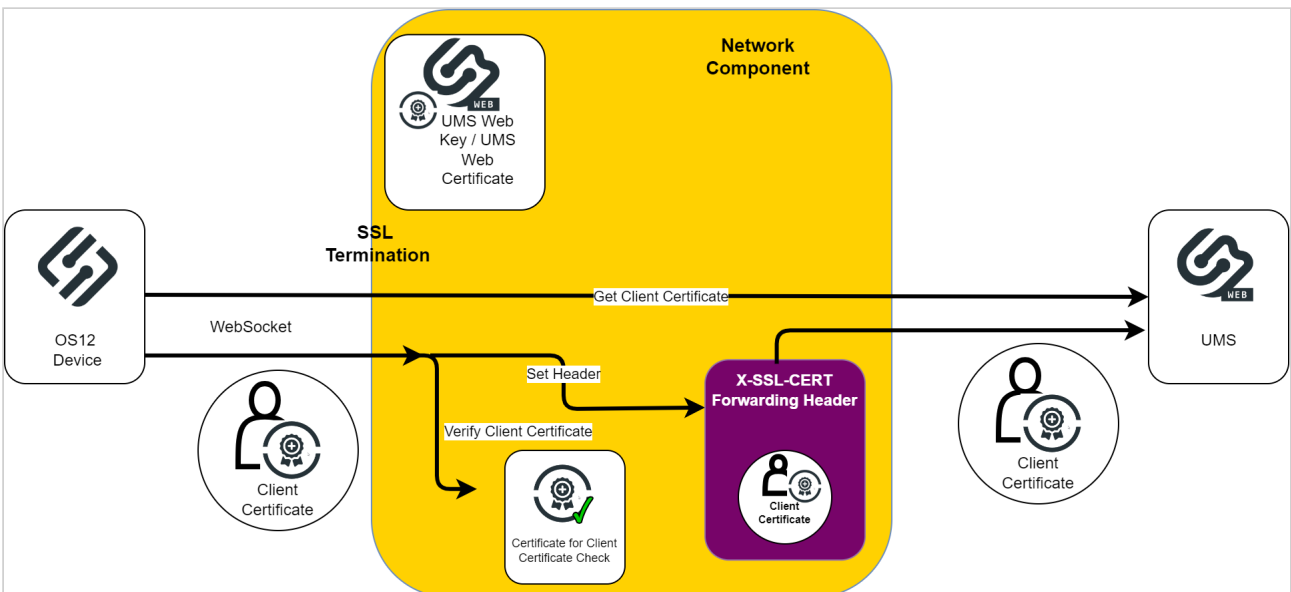 Network
Component
WEB
UMS Web
Key / UMS
Web
Certificate
SSL
Termination
OS12
Device
WebSocket
Get Client Certificate
WEB
UMS
Set Header
Verify Client Certificate
X-SSL-CERT
Forwarding Header
Client
Certificate
Certificate for Client
Certificate Check
Client
Certificate
Client
Certificate